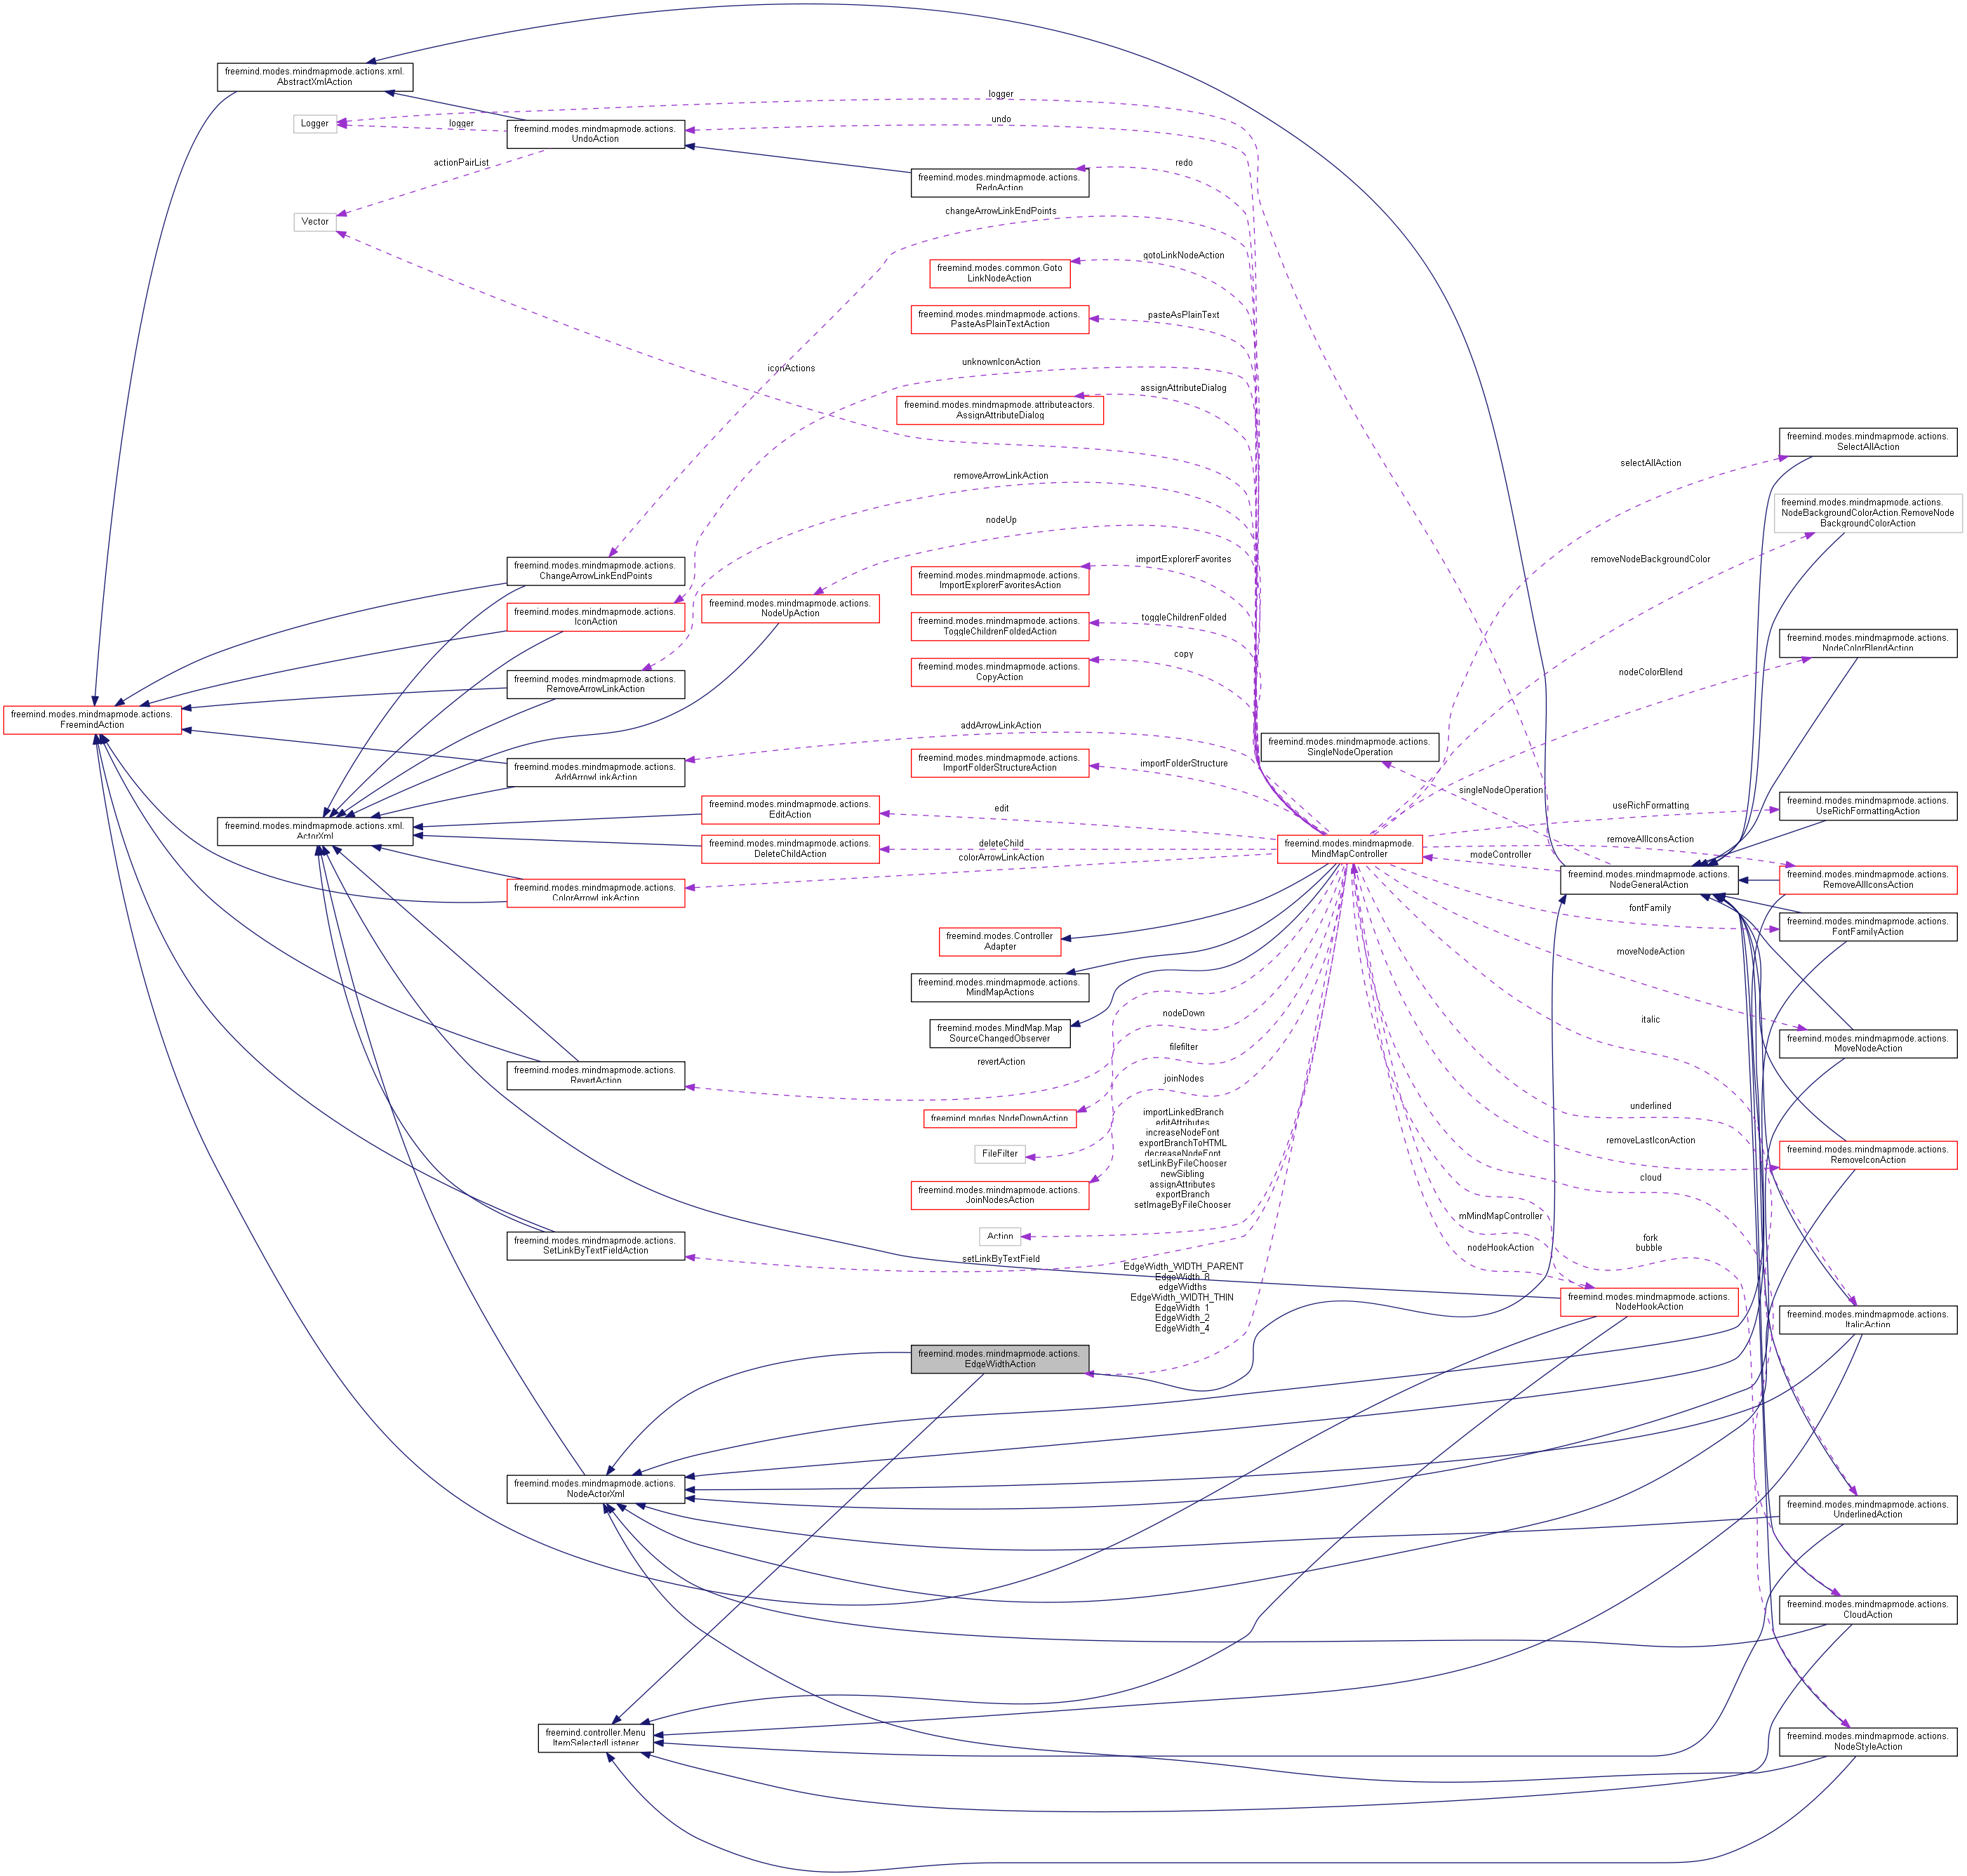 freemind.modes.mindmapmode.actions.xml.
AbstractXmlAction
logger
Logger
logger
freemind.modes.mindmapmode.actions.
UndoAction
undo
actionPairList
redo
freemind.modes.mindmapmode.actions.
RedoAction
Vector
changeArrowLinkEndPoints
gotoLinkNodeAction
freemind.modes.common.Goto
LinkNodeAction
freemind.modes.mindmapmode.actions.
PasteAsPlainTextAction
pasteAsPlainText
iconActions
unknownIconAction
assignAttributeDialog
freemind.modes.mindmapmode.attributeactors.
AssignAttributeDialog
freemind.modes.mindmapmode.actions.
SelectAllAction
selectAllAction
removeArrowLinkAction
freemind.modes.mindmapmode.actions.
NodeBackgroundColorAction.RemoveNode
BackgroundColorAction
nodeUp
removeNodeBackgroundColor
importExplorerFavorites
freemind.modes.mindmapmode.actions.
ChangeArrowLinkEndPoints
freemind.modes.mindmapmode.actions.
ImportExplorerFavoritesAction
freemind.modes.mindmapmode.actions.
IconAction
freemind.modes.mindmapmode.actions.
NodeUpAction
freemind.modes.mindmapmode.actions.
ToggleChildrenFoldedAction
toggleChildrenFolded
freemind.modes.mindmapmode.actions.
NodeColorBlendAction
copy
freemind.modes.mindmapmode.actions.
CopyAction
nodeColorBlend
freemind.modes.mindmapmode.actions.
RemoveArrowLinkAction
freemind.modes.mindmapmode.actions.
FreemindAction
addArrowLinkAction
freemind.modes.mindmapmode.actions.
SingleNodeOperation
freemind.modes.mindmapmode.actions.
AddArrowLinkAction
freemind.modes.mindmapmode.actions.
ImportFolderStructureAction
importFolderStructure
singleNodeOperation
freemind.modes.mindmapmode.actions.
EditAction
edit
useRichFormatting
freemind.modes.mindmapmode.actions.
UseRichFormattingAction
freemind.modes.mindmapmode.actions.xml.
ActorXml
freemind.modes.mindmapmode.actions.
DeleteChildAction
deleteChild
colorArrowLinkAction
freemind.modes.mindmapmode.
MindMapController
modeController
removeAllIconsAction
freemind.modes.mindmapmode.actions.
NodeGeneralAction
freemind.modes.mindmapmode.actions.
RemoveAllIconsAction
freemind.modes.mindmapmode.actions.
ColorArrowLinkAction
fontFamily
freemind.modes.mindmapmode.actions.
FontFamilyAction
freemind.modes.Controller
Adapter
moveNodeAction
freemind.modes.mindmapmode.actions.
MindMapActions
nodeDown
italic
freemind.modes.MindMap.Map
SourceChangedObserver
freemind.modes.mindmapmode.actions.
MoveNodeAction
filefilter
revertAction
freemind.modes.mindmapmode.actions.
RevertAction
joinNodes
freemind.modes.NodeDownAction
underlined
importLinkedBranch
editAttributes
increaseNodeFont
exportBranchToHTML
decreaseNodeFont
setLinkByFileChooser
newSibling
assignAttributes
exportBranch
setImageByFileChooser
removeLastIconAction
freemind.modes.mindmapmode.actions.
RemoveIconAction
FileFilter
freemind.modes.mindmapmode.actions.
JoinNodesAction
cloud
mMindMapController
Action
fork
bubble
nodeHookAction
freemind.modes.mindmapmode.actions.
SetLinkByTextFieldAction
setLinkByTextField
EdgeWidth_WIDTH_PARENT
EdgeWidth_8
edgeWidths
EdgeWidth_WIDTH_THIN
EdgeWidth_1
EdgeWidth_2
EdgeWidth_4
freemind.modes.mindmapmode.actions.
NodeHookAction
freemind.modes.mindmapmode.actions.
ItalicAction
freemind.modes.mindmapmode.actions.
EdgeWidthAction
freemind.modes.mindmapmode.actions.
NodeActorXml
freemind.modes.mindmapmode.actions.
UnderlinedAction
freemind.modes.mindmapmode.actions.
CloudAction
freemind.controller.Menu
ItemSelectedListener
freemind.modes.mindmapmode.actions.
NodeStyleAction